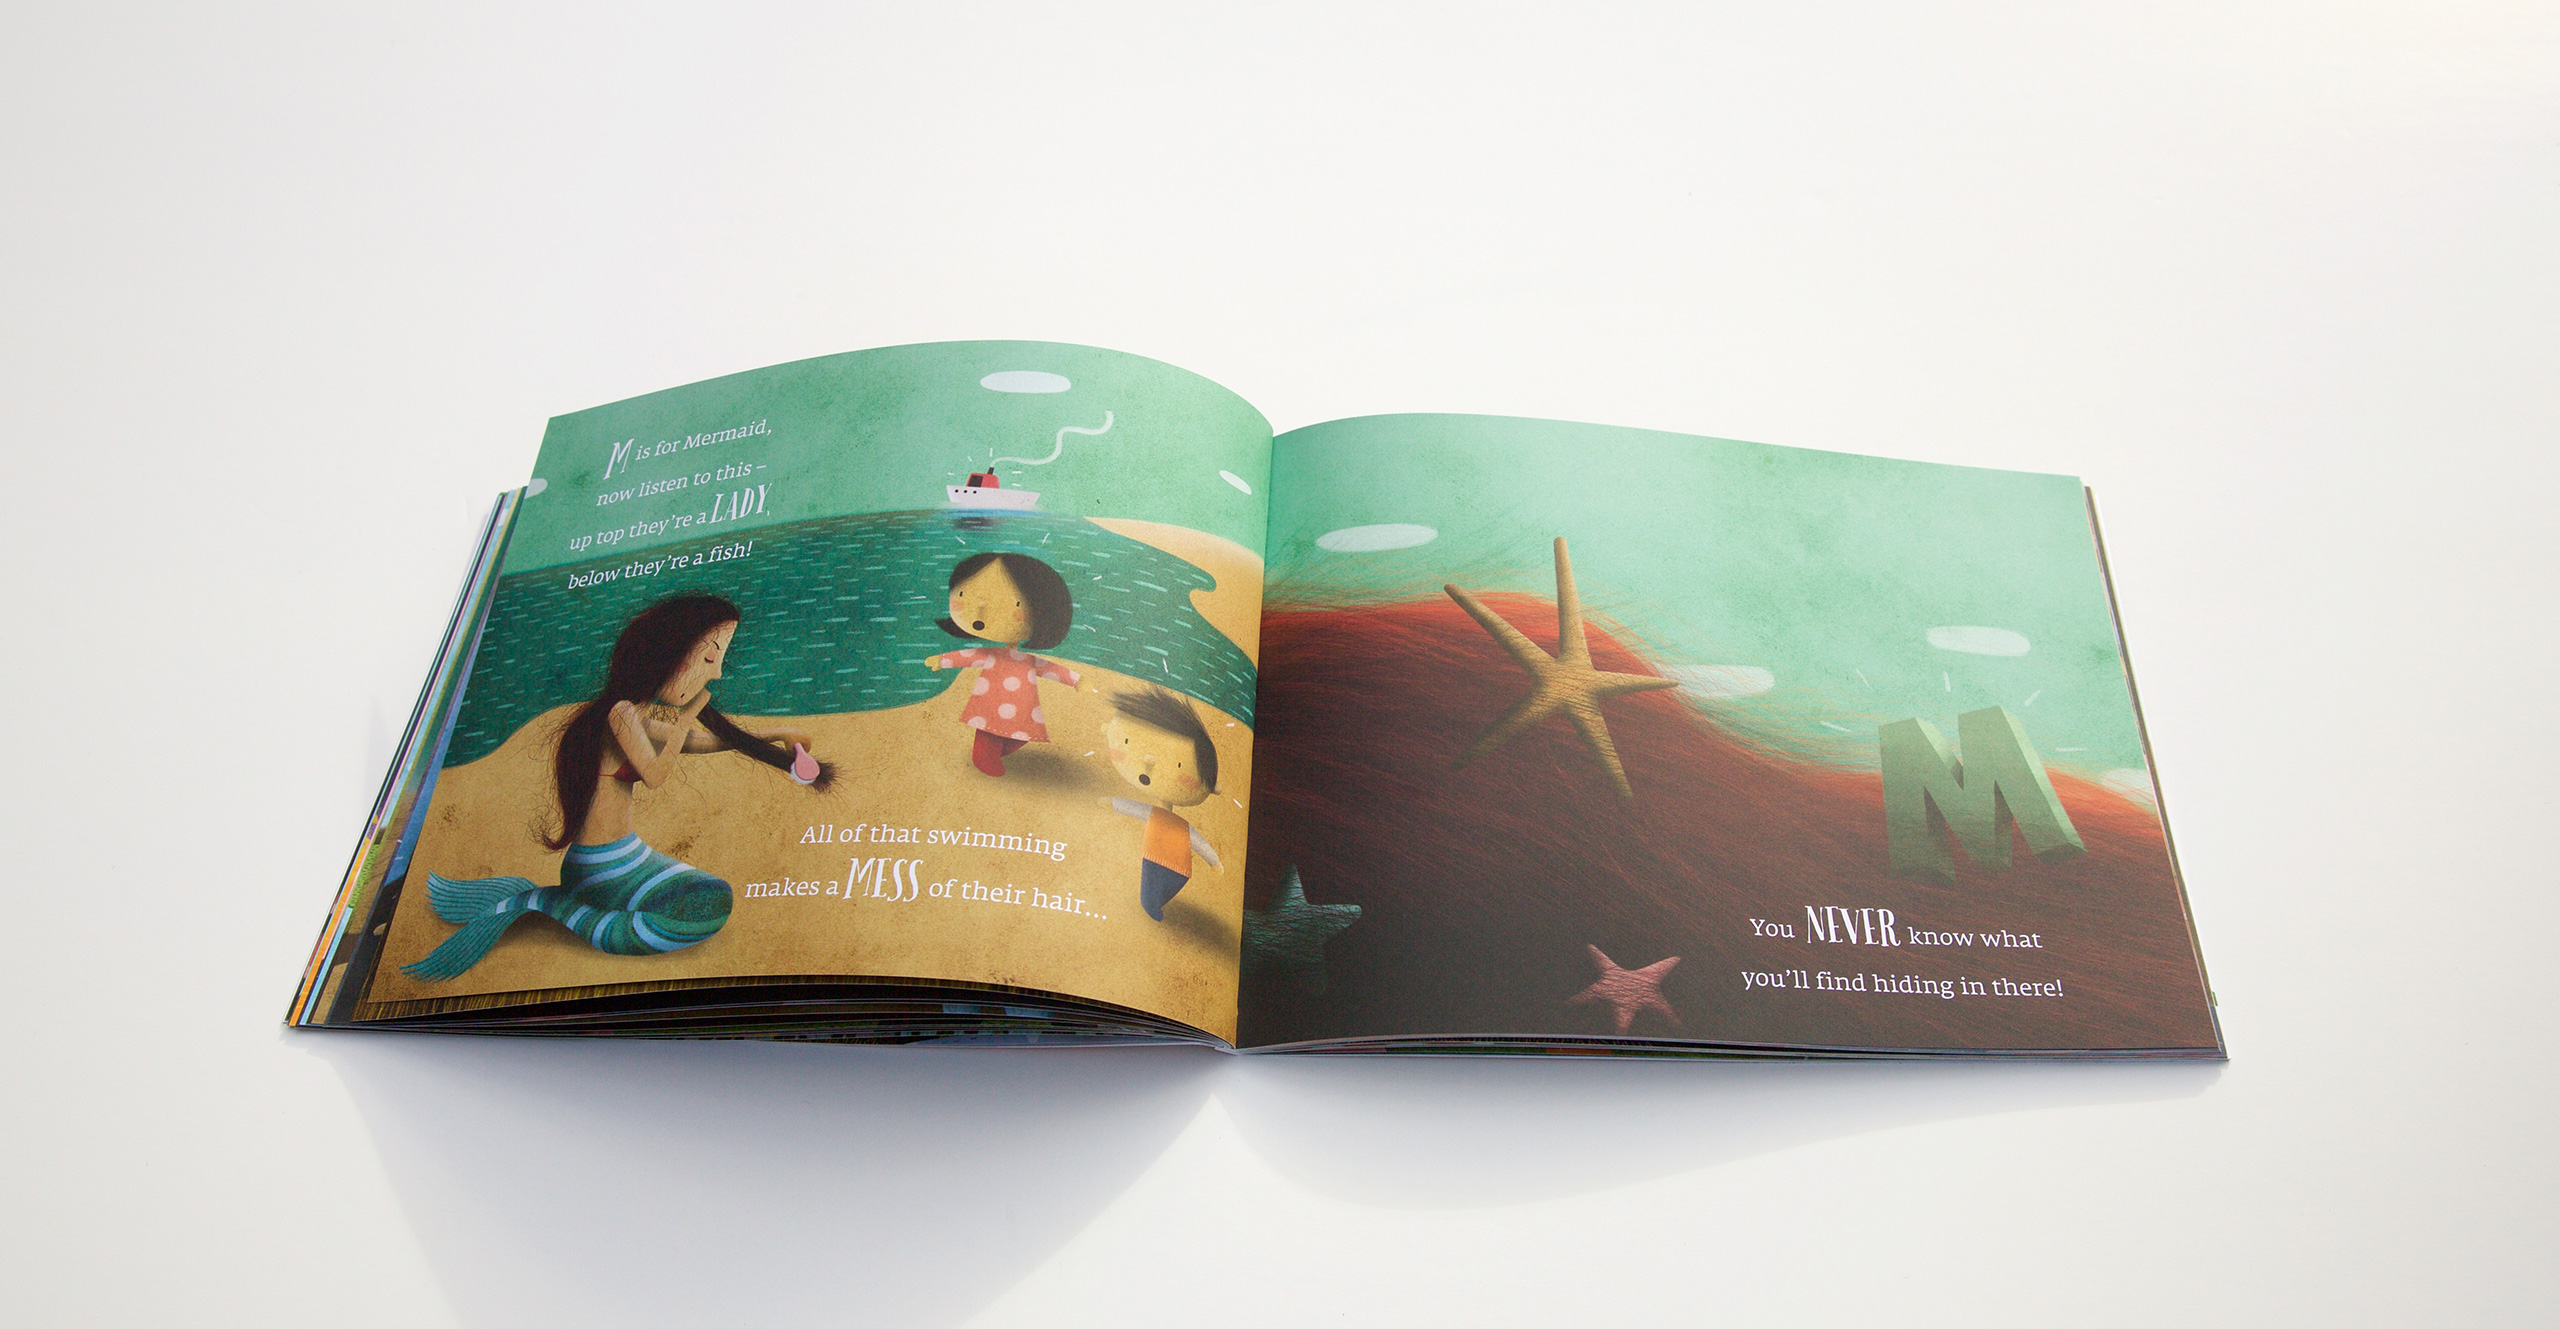 M is for Mermaid,
now listen to this –
up top they're a LADY,
below they're a fish!
All of that swimming
makes a MESS of their hair...
M
You NEVER know what
you'll find hiding in there!